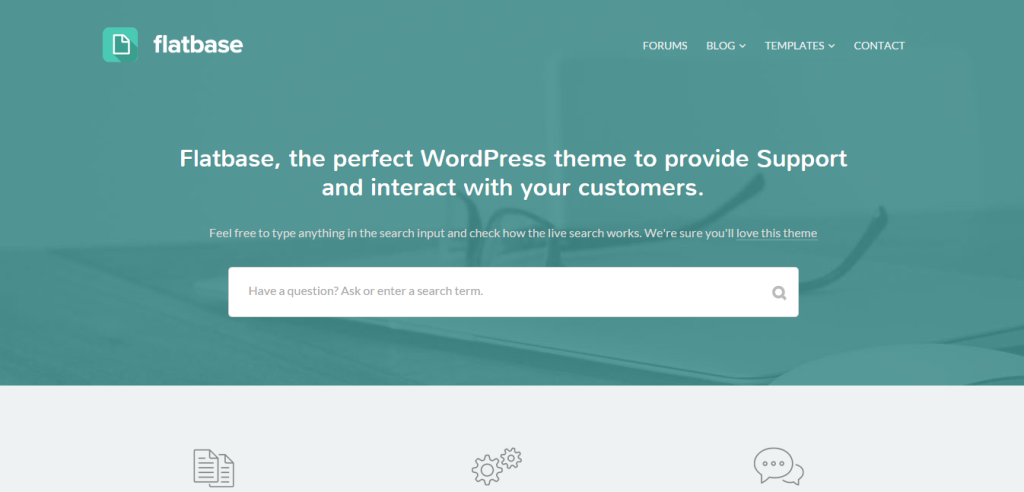 flatbase
FORUMS BLOG TEMPLATES CONTACT
Flatbase, the perfect WordPress theme to provide Support
and interact with your customers.
Feel free to type anything in the search input and check how the live search works. We're sure you'll love this theme
Have a question? Ask or enter a search term.